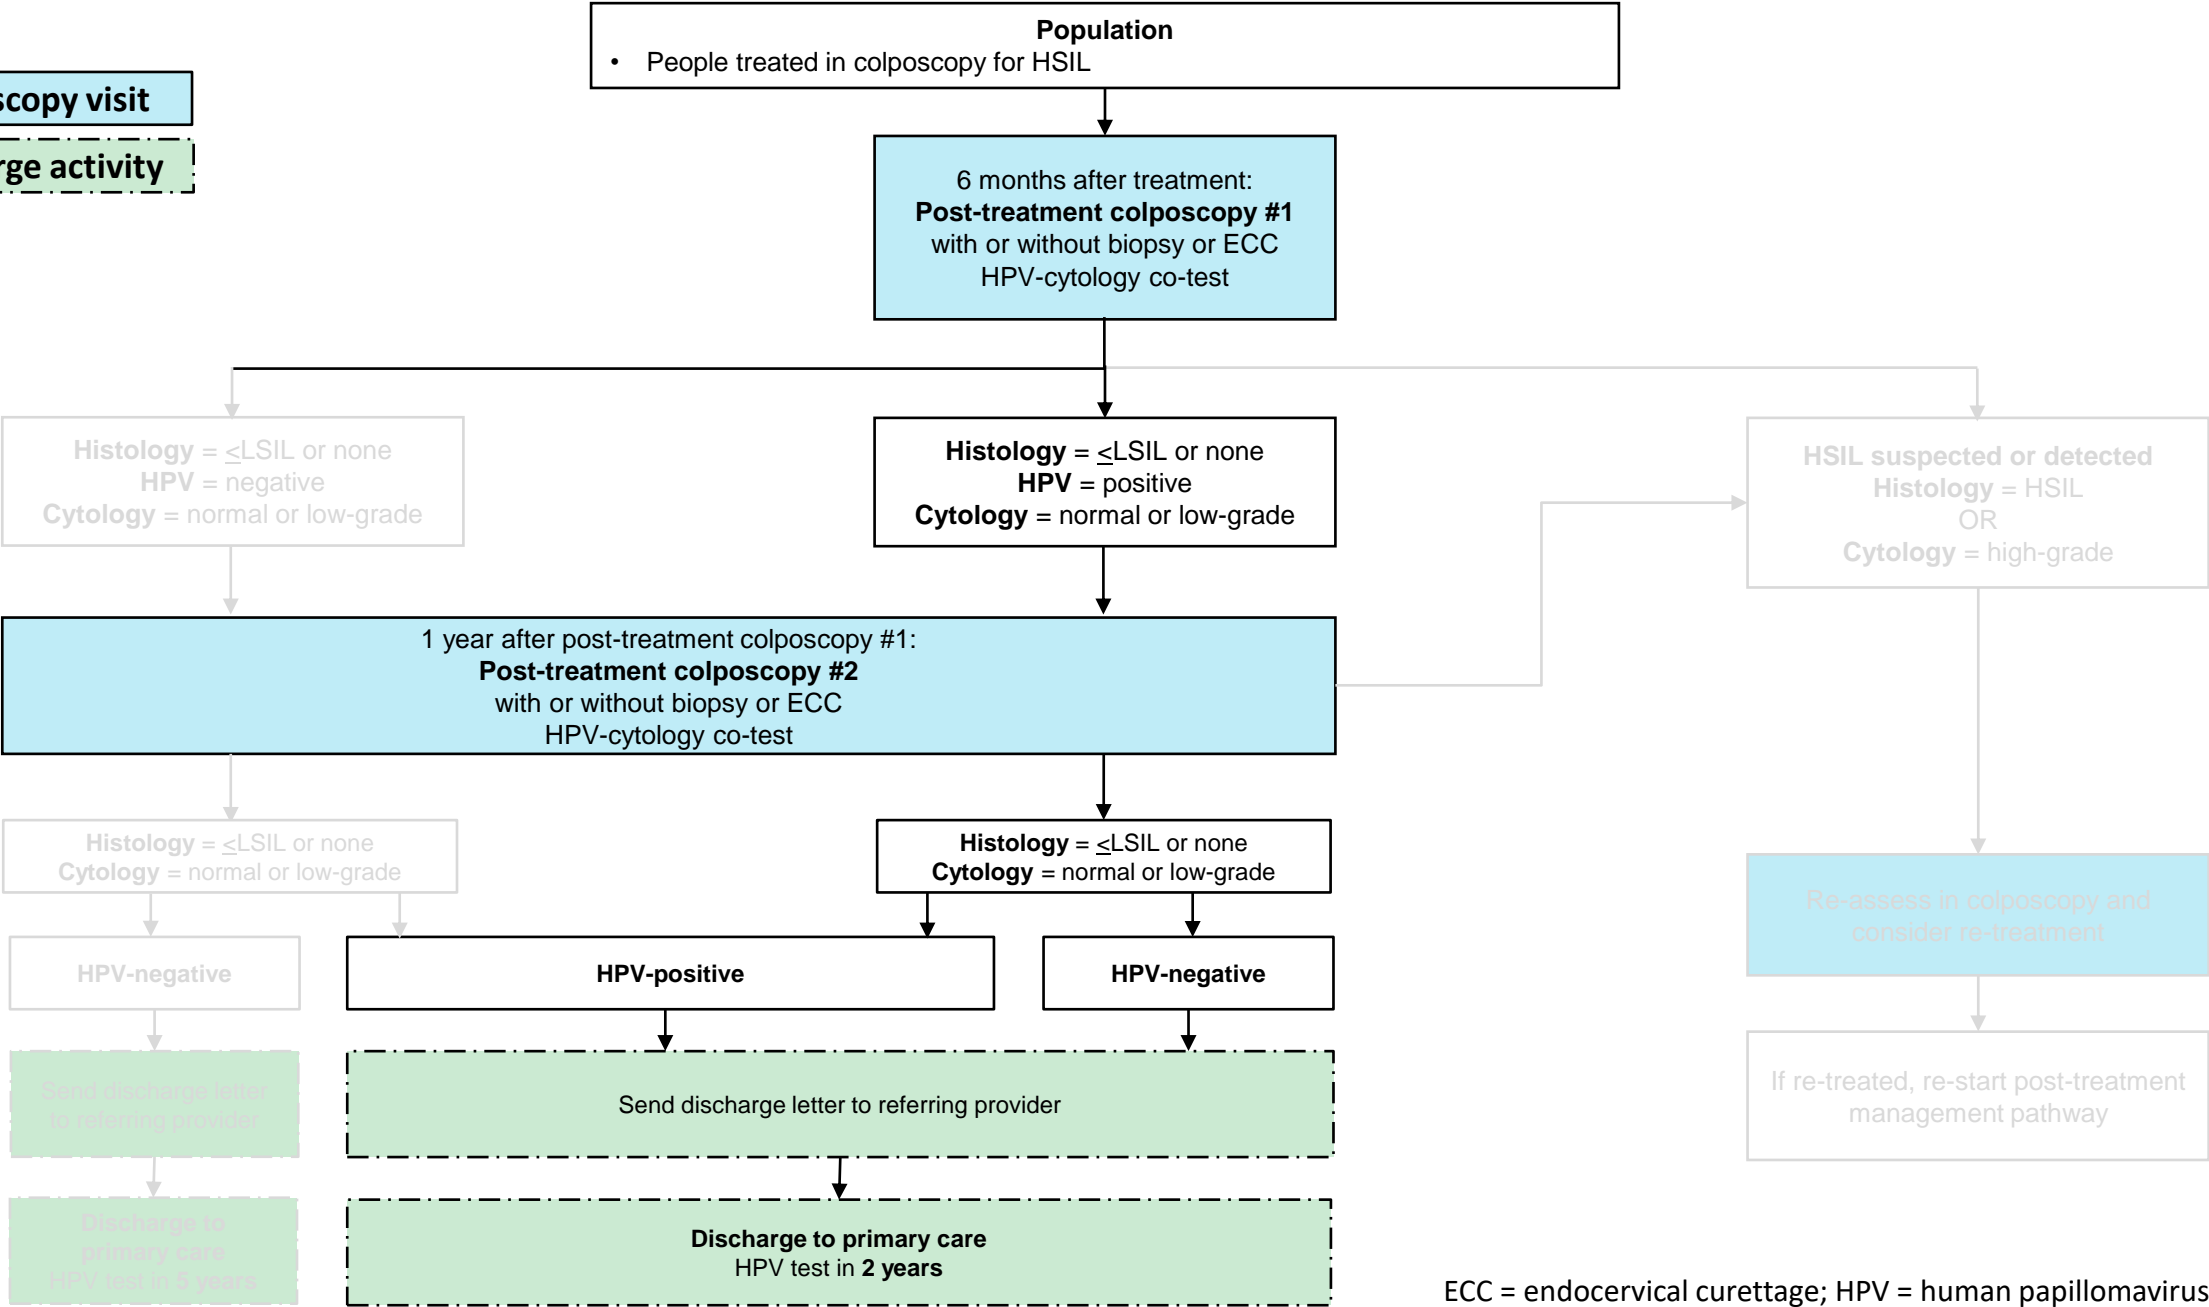 Population
• People treated in colposcopy for HSIL
scopy visit
rge activity
6 months after treatment:
Post-treatment colposcopy #1
with or without biopsy or ECC
HPV-cytology co-test
Histology = <LSIL or none
HPV = negative
Cytology = normal or low-grade
Histology = <LSIL or none
HPV = positive
Cytology = normal or low-grade
HSIL suspected or detected
Histology = HSIL
OR
Cytology = high-grade
1 year after post-treatment colposcopy #1:
Post-treatment colposcopy #2
with or without biopsy or ECC
HPV-cytology co-test
Histology = <LSIL or none
Cytology = normal or low-grade
Histology = <LSIL or none
Cytology = normal or low-grade
Re-assess in colposcopy and
consider re-treatment
HPV-negative
HPV-positive
HPV-negative
Send discharge letter
to referring provider
Send discharge letter to referring provider
If re-treated, re-start post-treatment
management pathway
Discharge to
primary care
HPV test in 5 years
Discharge to primary care
HPV test in 2 years
ECC = endocervical curettage; HPV = human papillomavirus